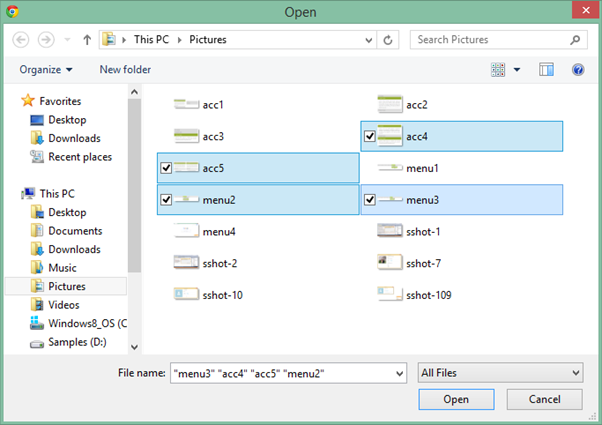 Open
This PC Pictures
Search Pictures
Organize New folder
Favorites
Desktop
Downloads
Recent places
This PC
Desktop
Documents
Downloads
Music
Pictures
Videos
Windows8_OS (C
Samples (D:)
acc1 acc2
acc3 acc4
acc5 menu1
menu2 menu3
menu4 sshot-1
sshot-2 sshot-7
sshot-10 sshot-109
File name: "menu3" "acc4" "acc5" "menu2" All Files
Open Cancel